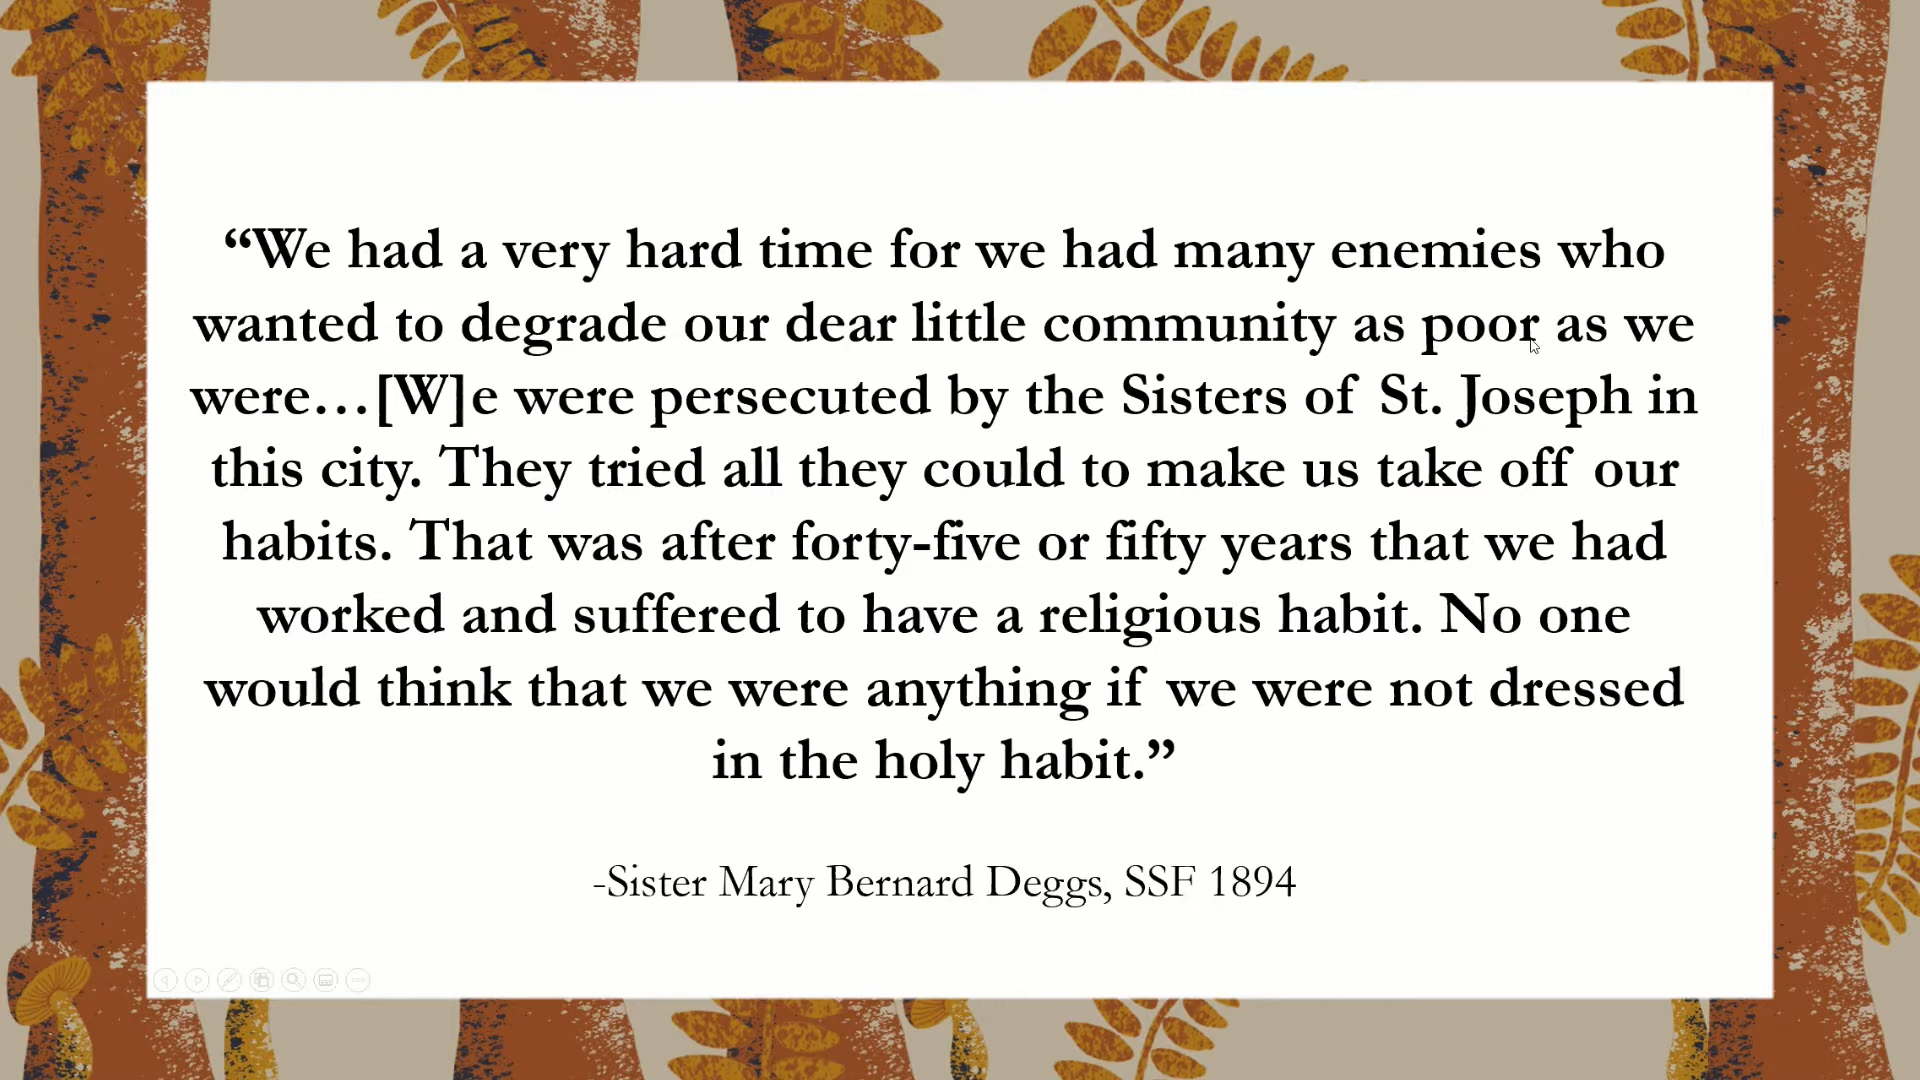 “We had a very hard time for we had many enemies who
wanted to degrade our dear little community as poor as we
were…[W]e were persecuted by the Sisters of St. Joseph in
this city. They tried all they could to make us take off our
habits. That was after forty-five or fifty years that we had
worked and suffered to have a religious habit. No one
would think that we were anything if we were not dressed
in the holy habit.”
-Sister Mary Bernard Deggs, SSF 1894